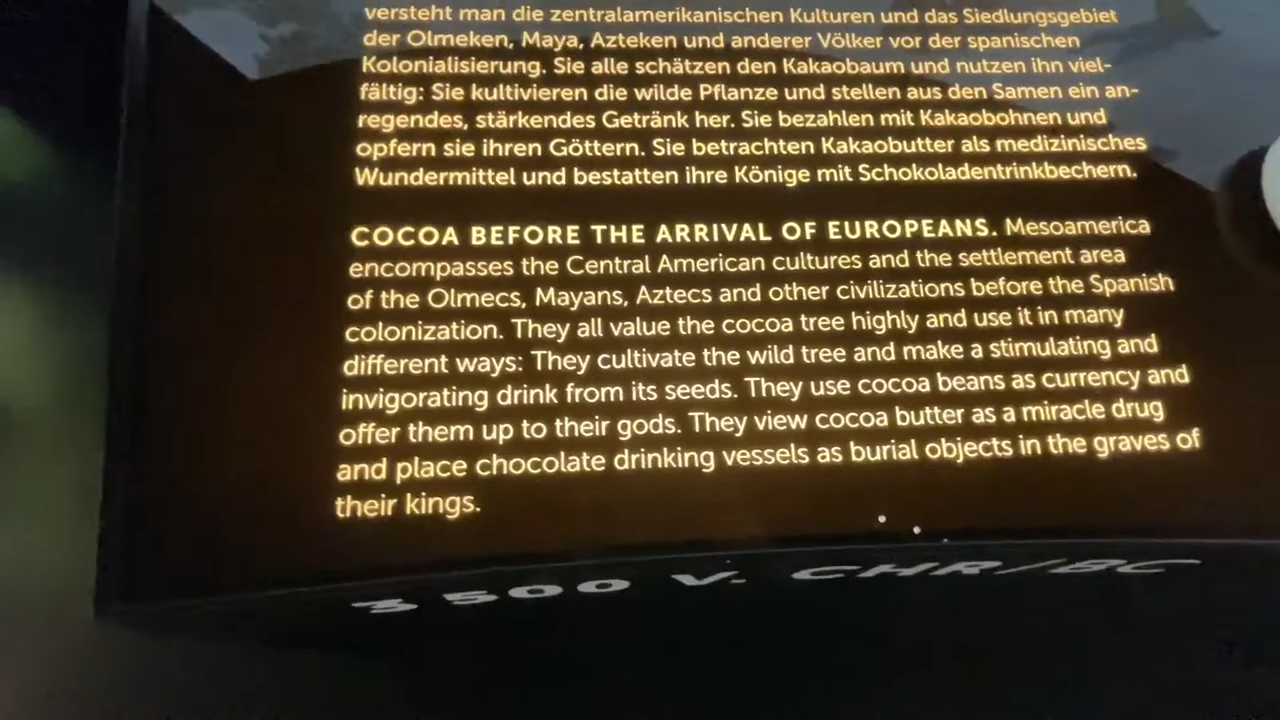 versteht man die zentralamerikanischen Kulturen und das Siedlungsgebiet
der Olmeken, Maya, Azteken und anderer Völker vor der spanischen
Kolonialisierung. Sie alle schätzen den Kakaobaum und nutzen ihn viel-
fältig: Sie kultivieren die wilde Pflanze und stellen aus den Samen ein an-
regendes, stärkendes Getränk her. Sie bezahlen mit Kakaobohnen und
opfern sie ihren Göttern. Sie betrachten Kakaobutter als medizinisches
Wundermittel und bestatten ihre Könige mit Schokoladentrinkbechern.
COCOA BEFORE THE ARRIVAL OF EUROPEANS. Mesoamerica
encompasses the Central American cultures and the settlement area
of the Olmecs, Mayans, Aztecs and other civilizations before the Spanish
colonization. They all value the cocoa tree highly and use it in many
different ways: They cultivate the wild tree and make a stimulating and
invigorating drink from its seeds. They use cocoa beans as currency and
offer them up to their gods. They view cocoa butter as a miracle drug
and place chocolate drinking vessels as burial objects in the graves of
their kings.
3 500 V. CHR/BC